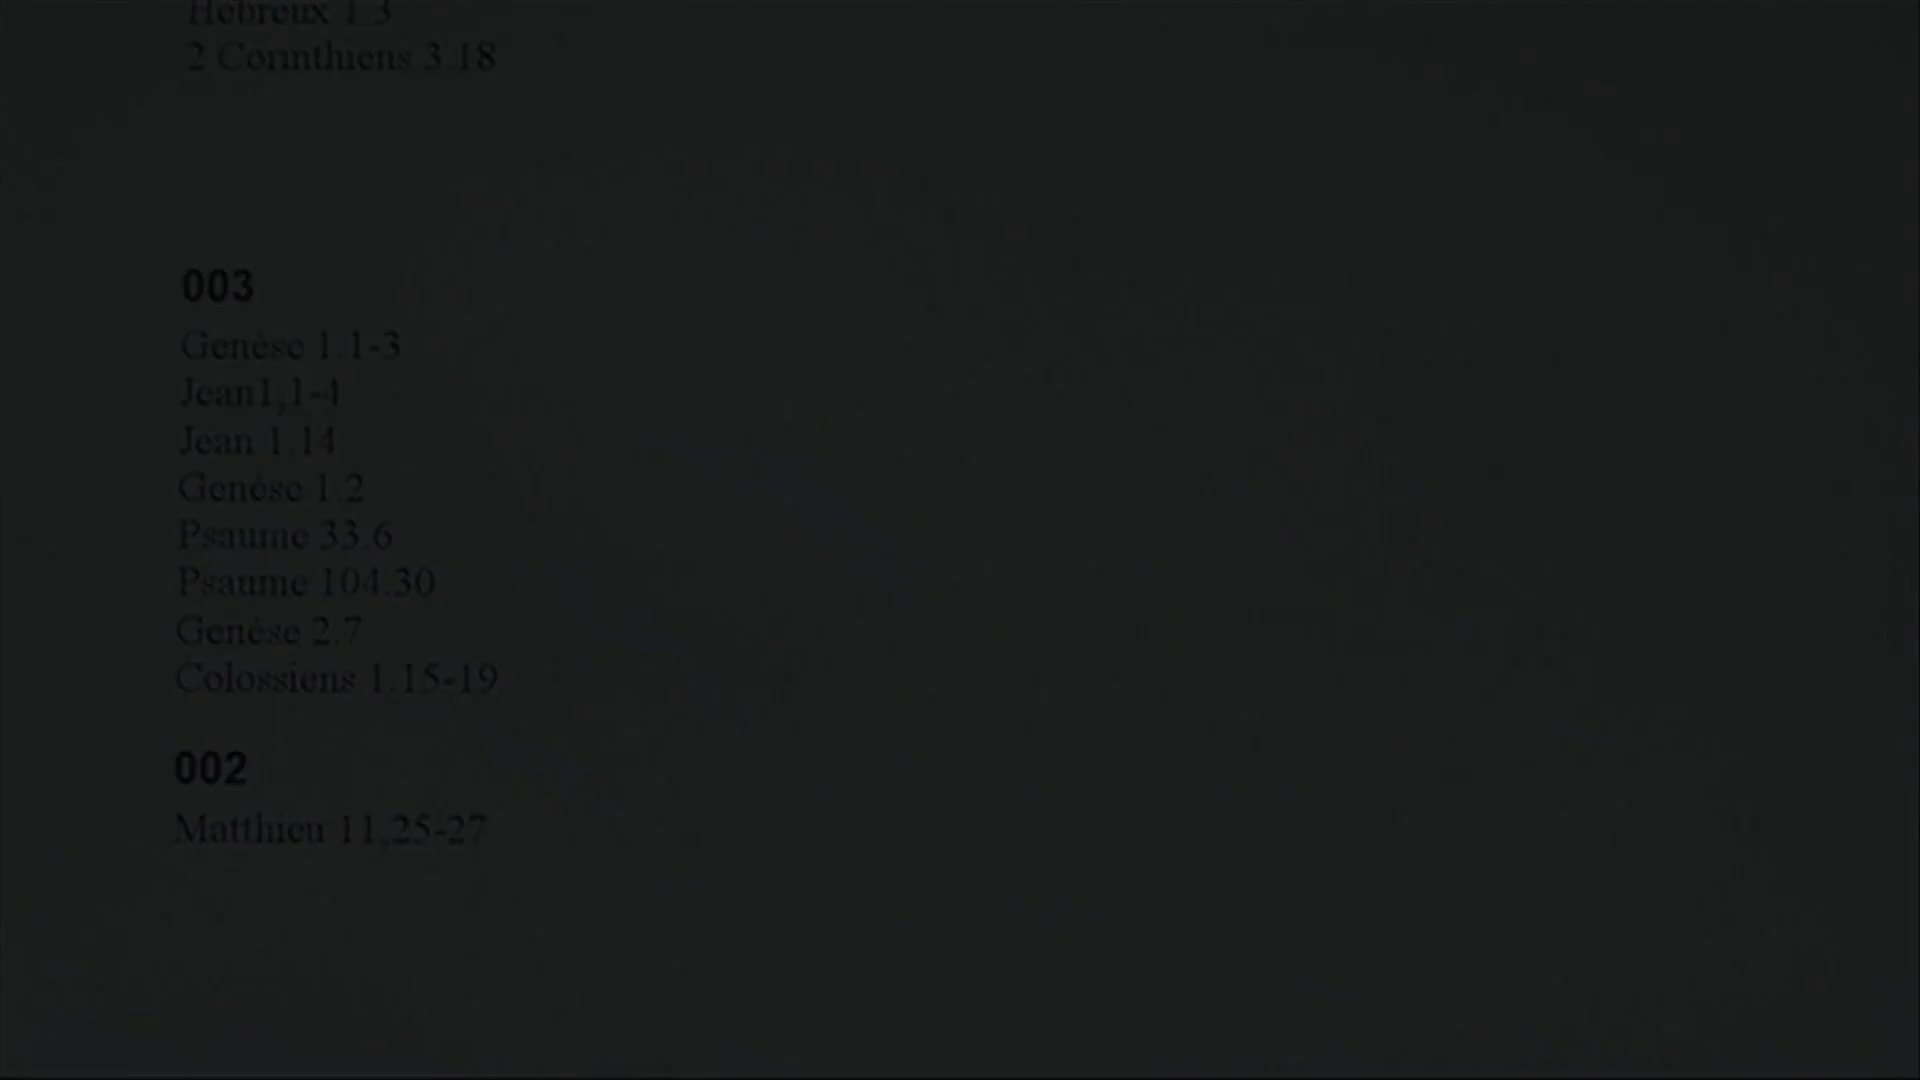 Hébreux 1.3
2 Corinthiens 3.18
003
Genèse 1.1-3
Jean1,1-4
Jean 1.14
Genèse 1.2
Psaume 33.6
Psaume 104.30
Genèse 2.7
Colossiens 1.15-19
002
Matthieu 11,25-27